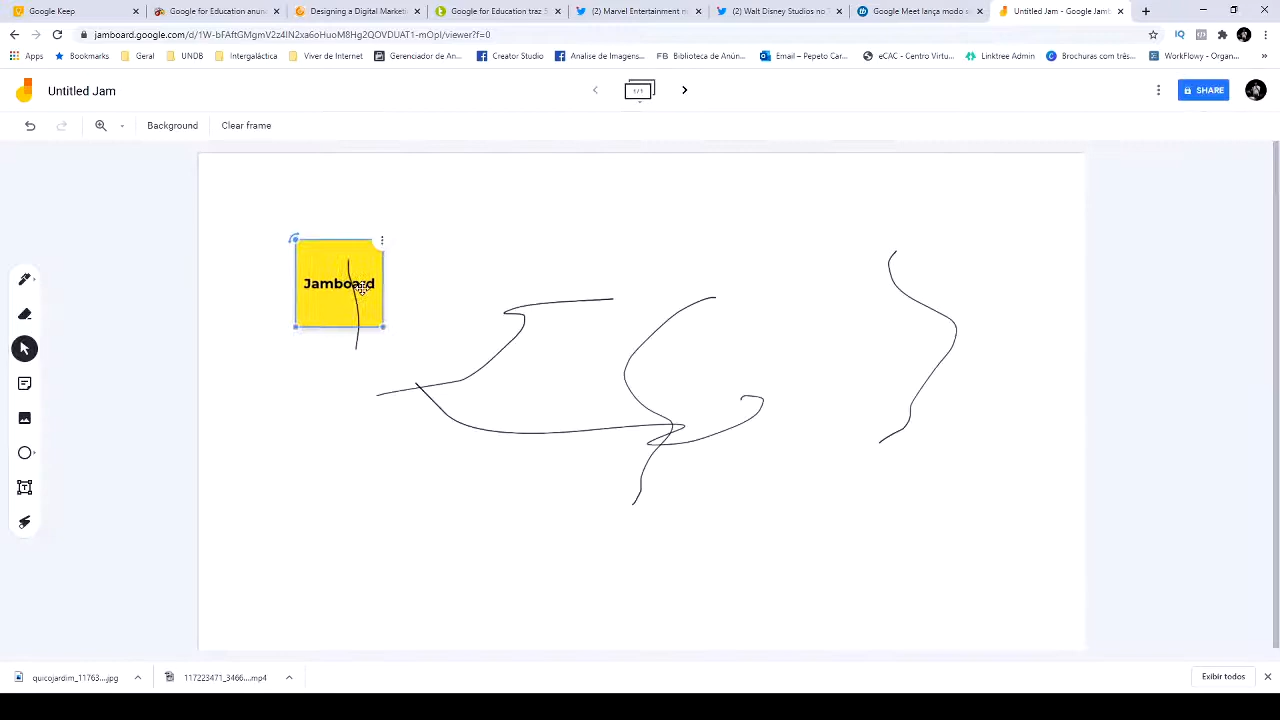 Google Keep
Google for Education anun
Designing a Digital Marketi
Google for Education traz S
(2) Marvel Entertainment n
(2) Walt Disney Studios no T
Google Meet lança modo s
Untitled Jam - Google Jamb
jamboard.google.com/d/1W-bFAftGMgmV2z4IN2xa6oHuoM8Hg2QOVDUAT1-mOpI/viewer?f=0
Apps
Bookmarks
Geral
UNDB
Intergaláctica
Viver de Internet
Gerenciador de An...
Creator Studio
Analise de Imagens...
FB Biblioteca de Anún...
Email – Pepeto Car...
eCAC - Centro Virtu...
Linktree Admin
Brochuras com três...
WorkFlowy - Organ...
Untitled Jam
1/1
SHARE
Background
Clear frame
Jamboard
quicojardim_11763....jpg
117223471_3466....mp4
Exibir todos